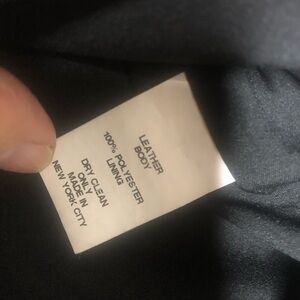 LEATHER
BODY
100% POLYESTER
LINING
DRY CLEAN
ONLY
MADE IN
NEW YORK CITY